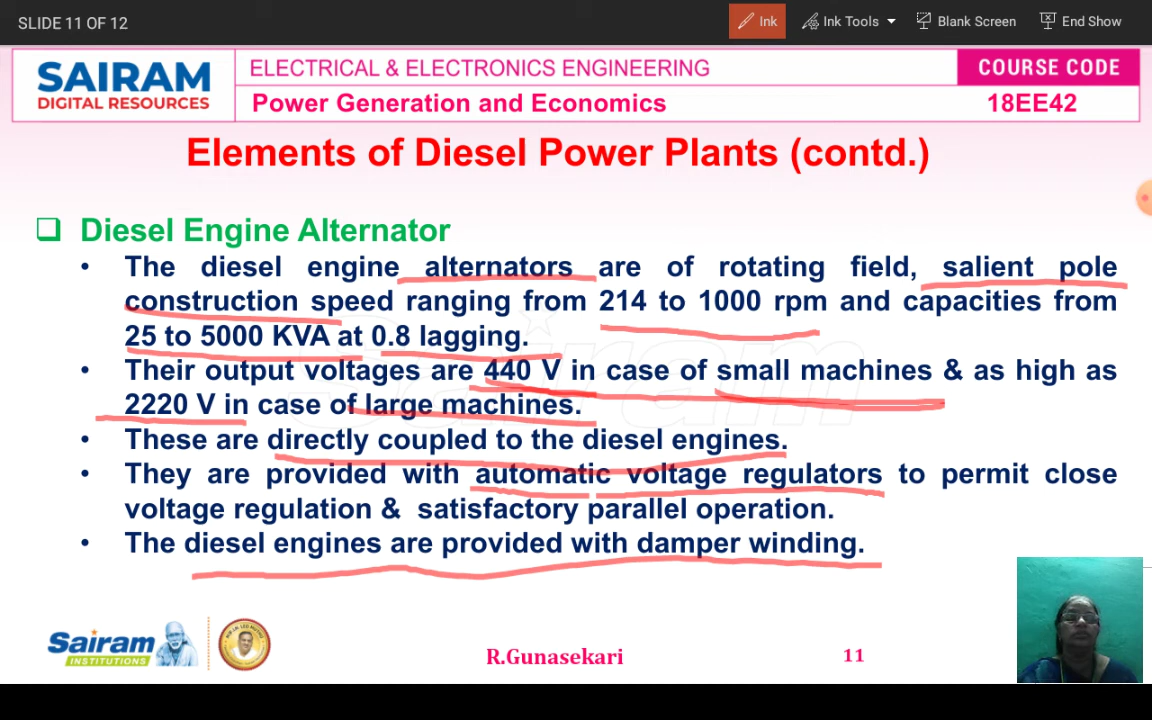 SLIDE 11 OF 12
Ink
Ink Tools
Blank Screen
End Show
SAIRAM
DIGITAL RESOURCES
ELECTRICAL & ELECTRONICS ENGINEERING
COURSE CODE
Power Generation and Economics
18EE42
Elements of Diesel Power Plants (contd.)
❑ Diesel Engine Alternator
• The diesel engine alternators are of rotating field, salient pole
construction speed ranging from 214 to 1000 rpm and capacities from
25 to 5000 KVA at 0.8 lagging.
• Their output voltages are 440 V in case of small machines & as high as
2220 V in case of large machines.
• These are directly coupled to the diesel engines.
• They are provided with automatic voltage regulators to permit close
voltage regulation & satisfactory parallel operation.
• The diesel engines are provided with damper winding.
Sairam
Sairam
INSTITUTIONS
R.Gunasekari
11